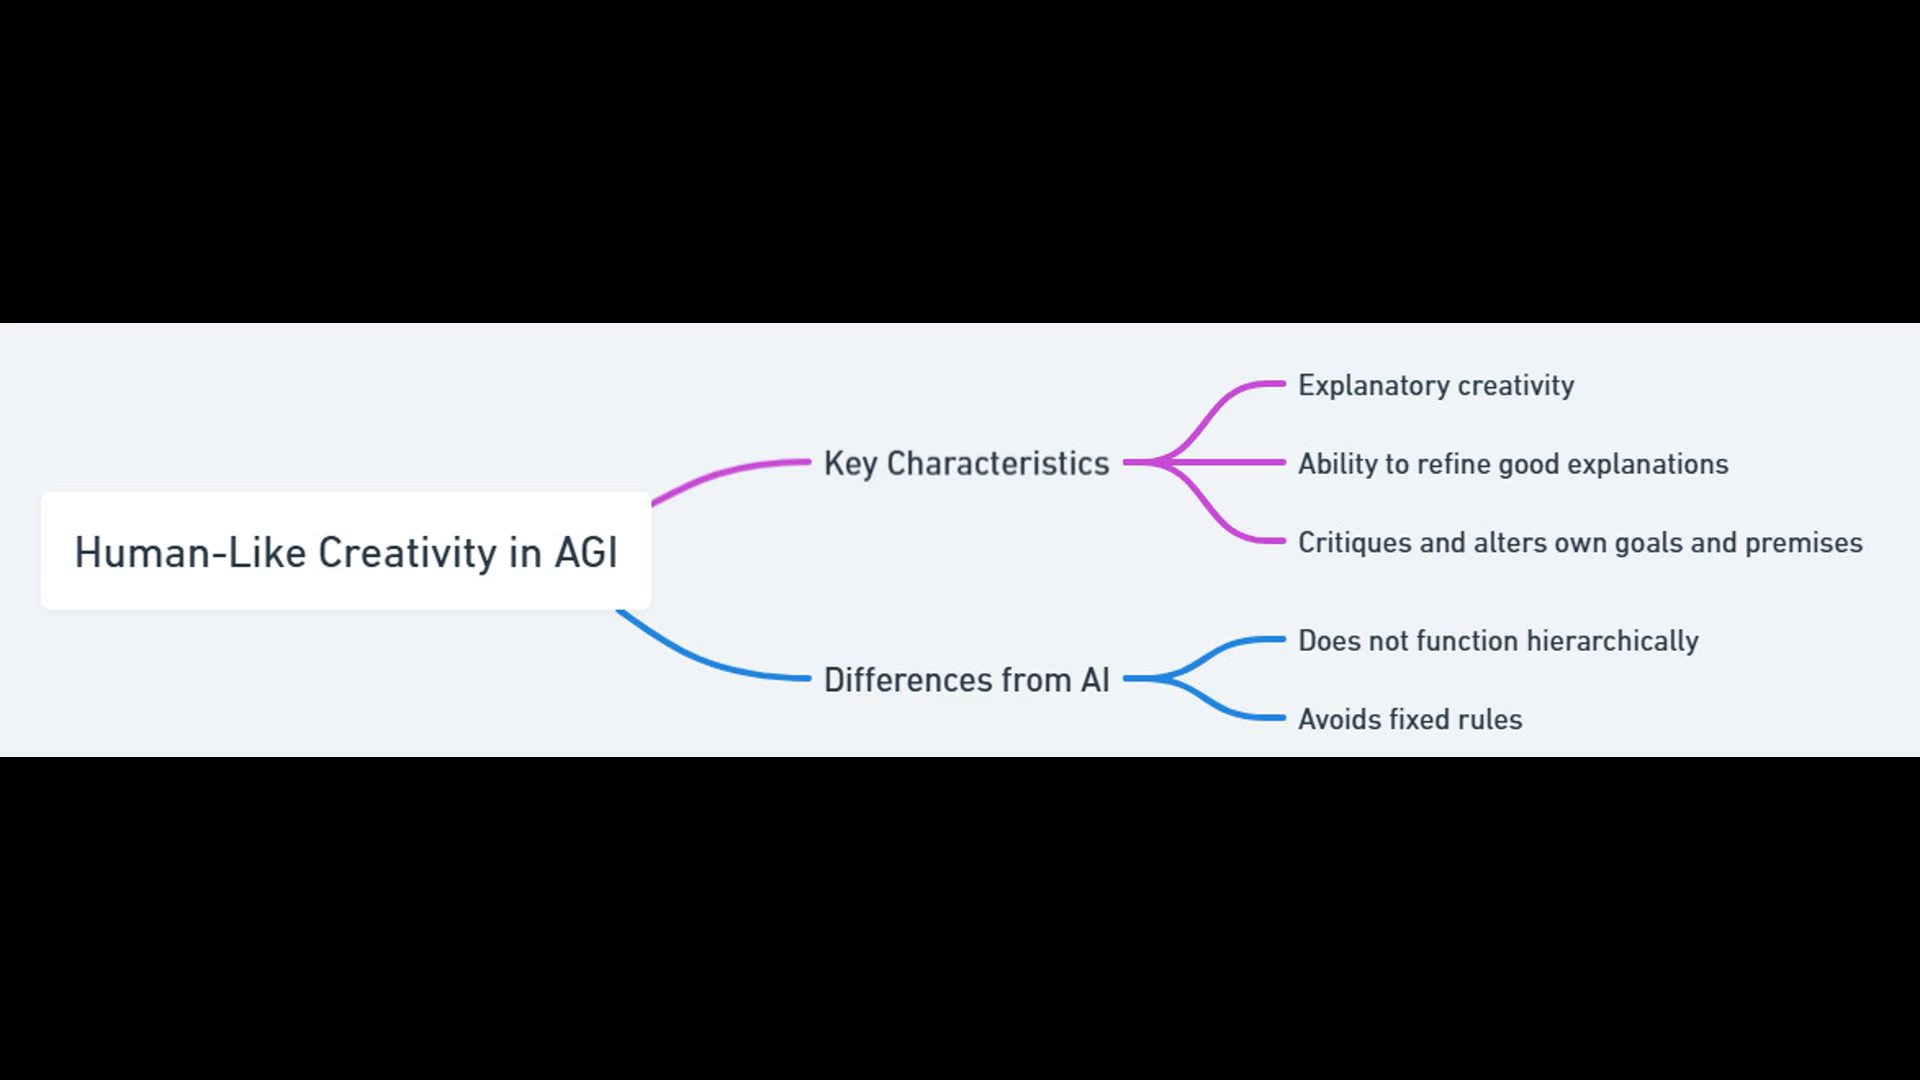 Human-Like Creativity in AGI
Key Characteristics
Explanatory creativity
Ability to refine good explanations
Critiques and alters own goals and premises
Differences from AI
Does not function hierarchically
Avoids fixed rules